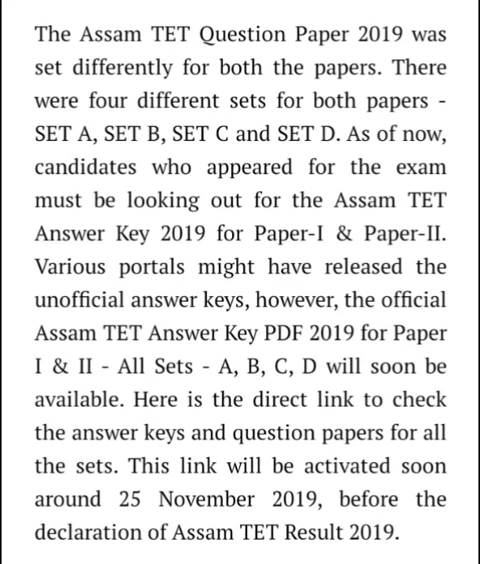 The Assam TET Question Paper 2019 was
set differently for both the papers. There
were four different sets for both papers -
SET A, SET B, SET C and SET D. As of now,
candidates who appeared for the exam
must be looking out for the Assam TET
Answer Key 2019 for Paper-I & Paper-II.
Various portals might have released the
unofficial answer keys, however, the official
Assam TET Answer Key PDF 2019 for Paper
I & II - All Sets - A, B, C, D will soon be
available. Here is the direct link to check
the answer keys and question papers for all
the sets. This link will be activated soon
around 25 November 2019, before the
declaration of Assam TET Result 2019.